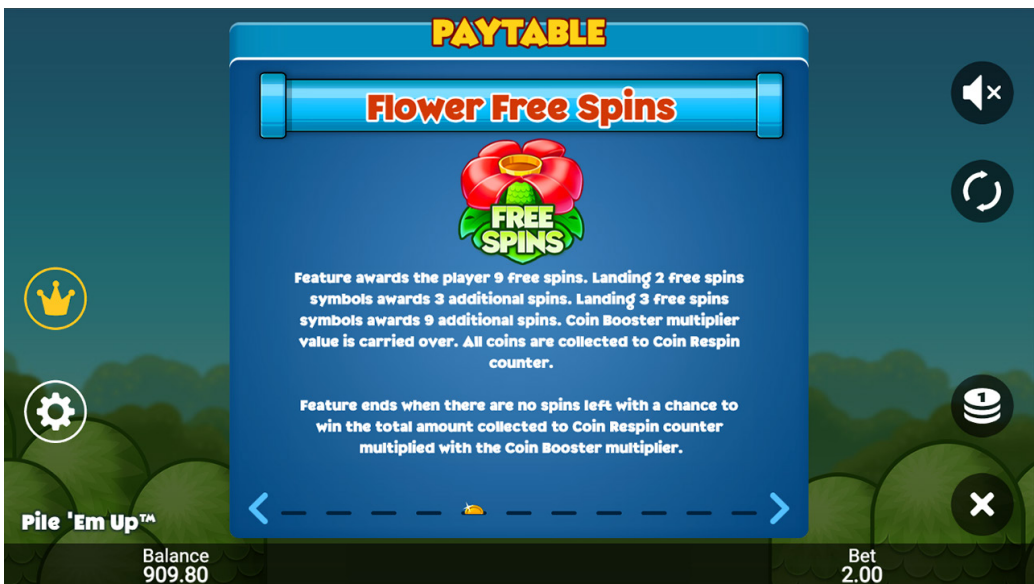 PAYTABLE
Flower Free Spins
FREE
SPINS
Feature awards the player 9 free spins. Landing 2 free spins
symbols awards 3 additional spins. Landing 3 free spins
symbols awards 9 additional spins. Coin Booster multiplier
value is carried over. All coins are collected to Coin Respin
counter.
Feature ends when there are no spins left with a chance to
win the total amount collected to Coin Respin counter
multiplied with the Coin Booster multiplier.
1
Pile 'Em Up™
Balance
909.80
Bet
2.00